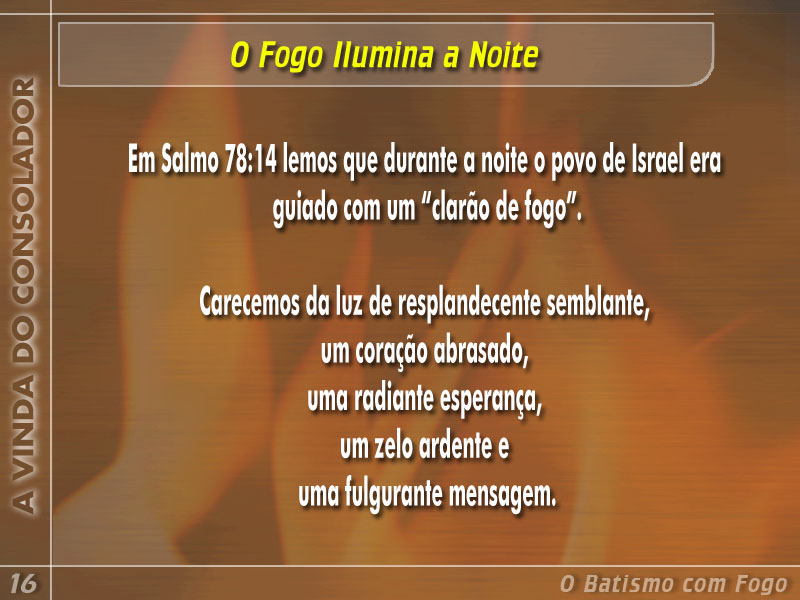 O Fogo Ilumina a Noite
A VINDA DO CONSOLADOR
Em Salmo 78:14 lemos que durante a noite o povo de Israel era
guiado com um “clarão de fogo”.
Carecemos da luz de resplandecente semblante,
um coração abrasado,
uma radiante esperança,
um zelo ardente e
uma fulgurante mensagem.
16
O Batismo com Fogo